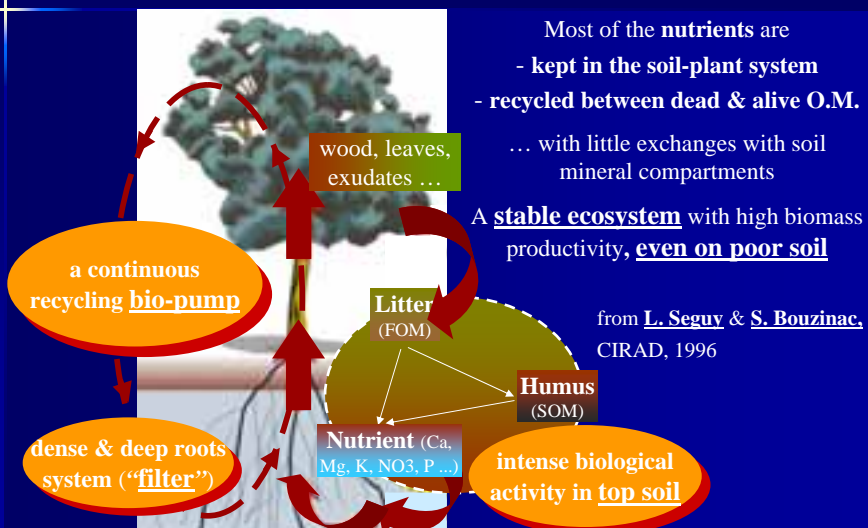 Most of the nutrients are
- kept in the soil-plant system
- recycled between dead & alive O.M.
… with little exchanges with soil
mineral compartments
A stable ecosystem with high biomass
productivity, even on poor soil
from L. Seguy & S. Bouzinac,
CIRAD, 1996
wood, leaves,
exudates …
a continuous
recycling bio-pump
Litter
(FOM)
Humus
(SOM)
Nutrient (Ca,
Mg, K, NO3, P ...)
dense & deep roots
system (“filter”)
intense biological
activity in top soil